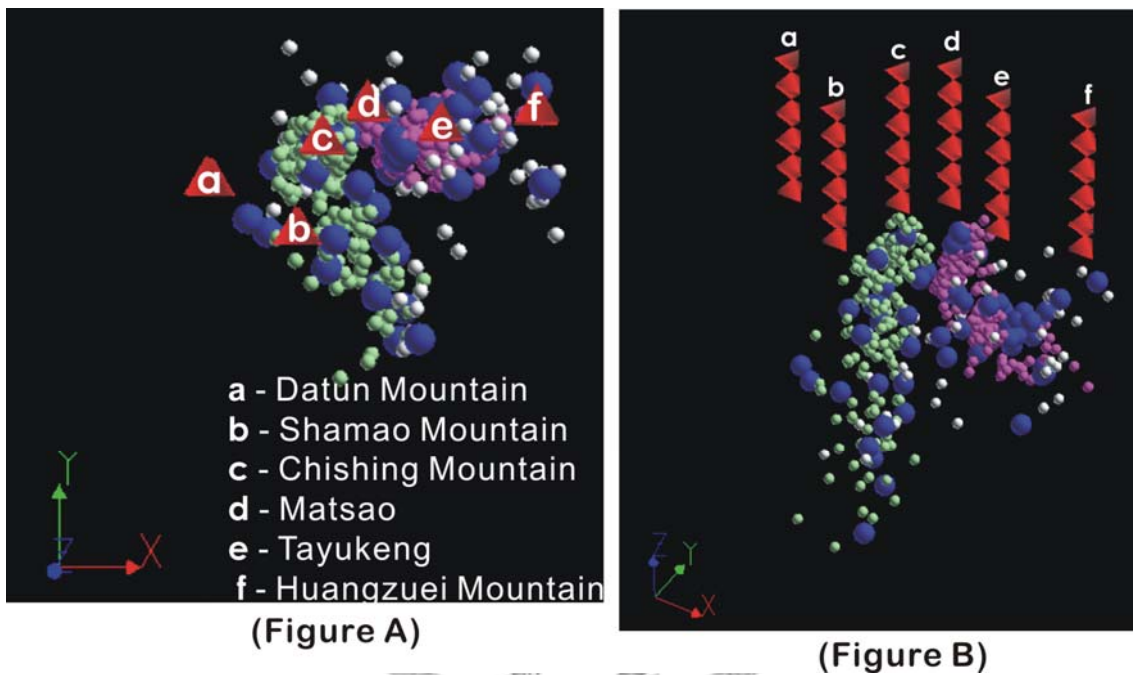 a
b
c
d
e
f
a - Datun Mountain
b - Shamao Mountain
c - Chishing Mountain
d - Matsao
e - Tayukeng
f - Huangzuei Mountain
Y
Z
X
(Figure A)
a
b
c
d
e
f
Z
Y
X
(Figure B)